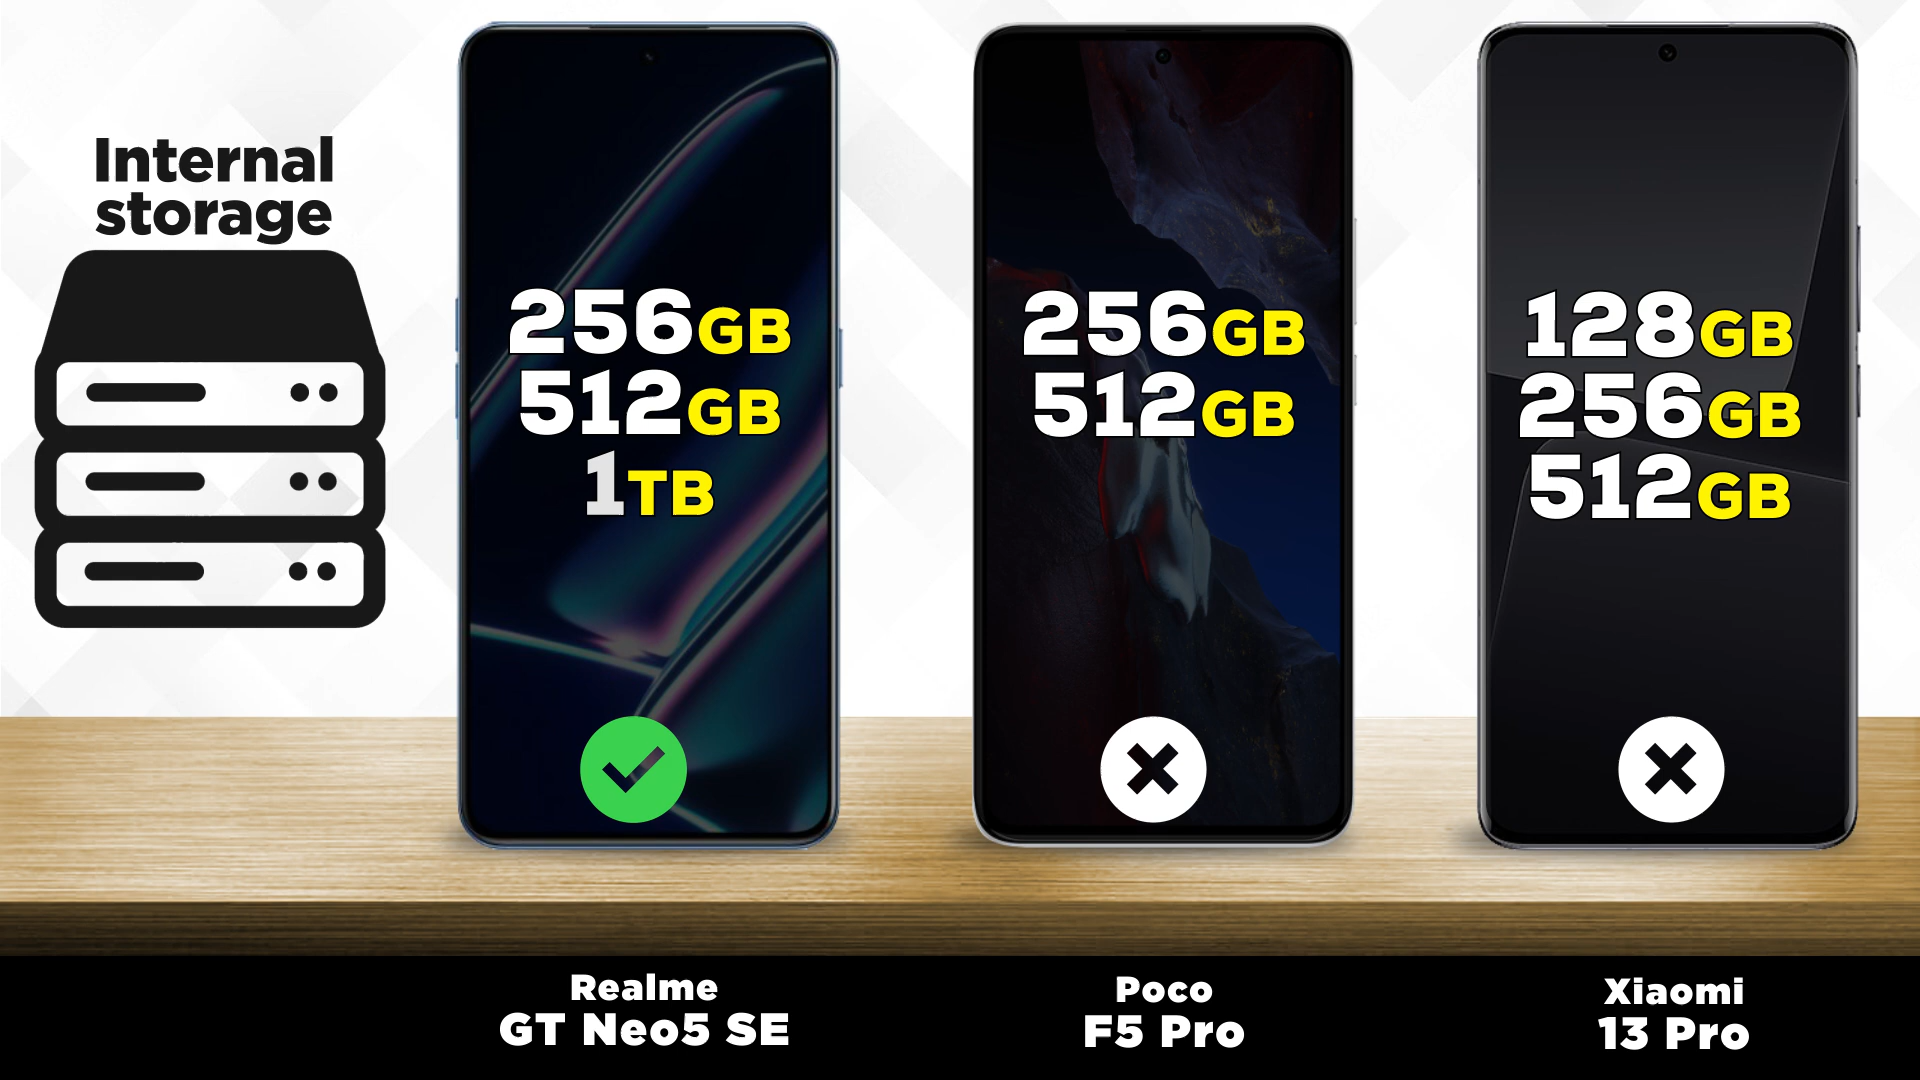 Internal
storage
256GB
512GB
1TB
256GB
512GB
128GB
256GB
512GB
Realme
GT Neo5 SE
Poco
F5 Pro
Xiaomi
13 Pro